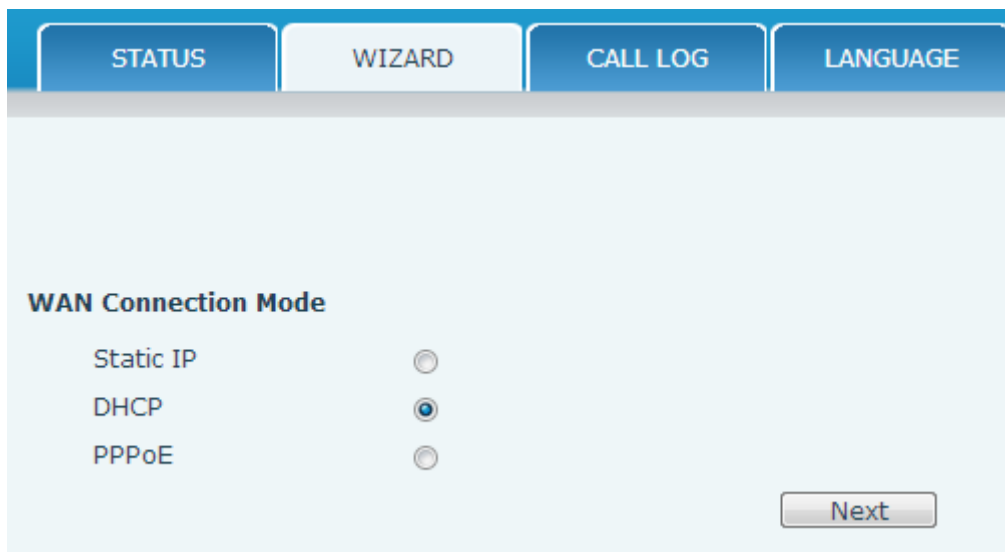 STATUS WIZARD CALL LOG LANGUAGE
WAN Connection Mode
Static IP
DHCP
PPPoE
Next